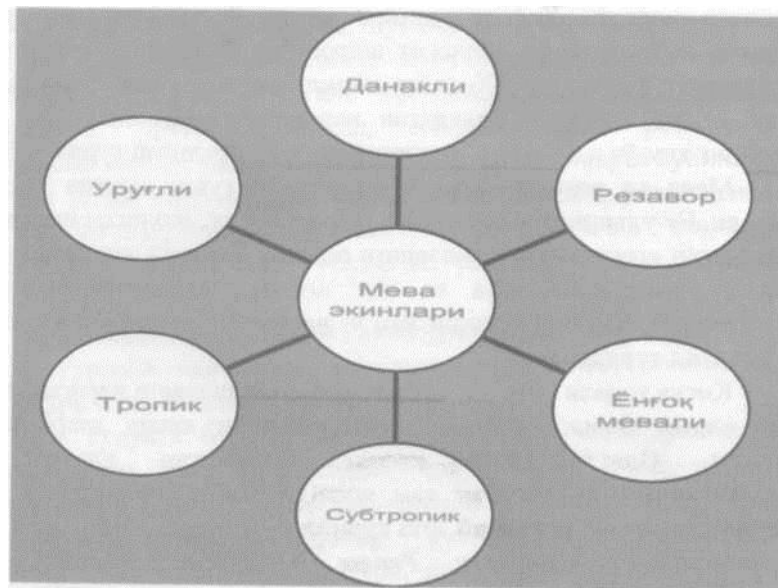 Данакли
Уруғли
Резавор
Мева
экинлари
Тропик
Ёнғоқ
мевали
Субтропик